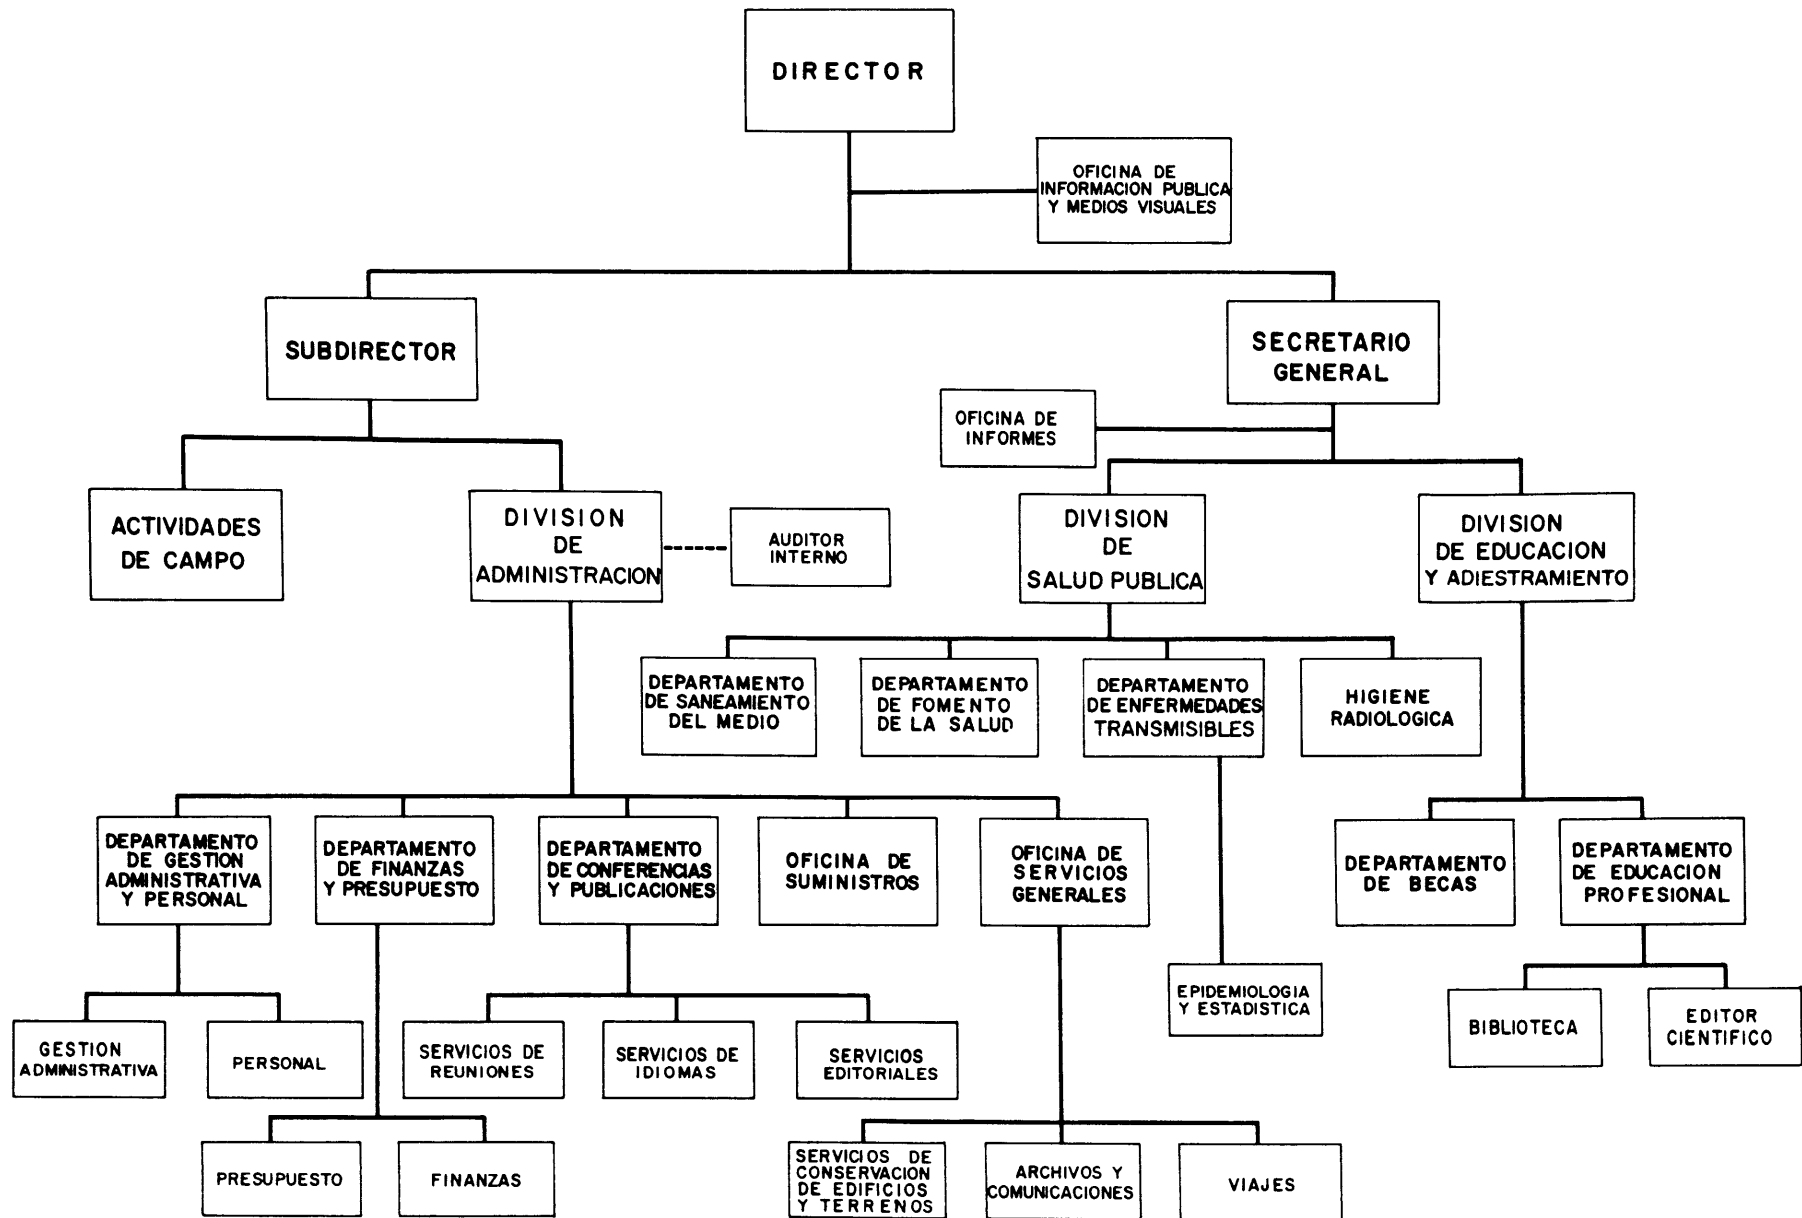 DIRECTOR
OFICINA DE
INFORMACION PUBLICA
Y MEDIOS VISUALES
SUBDIRECTOR
SECRETARIO
GENERAL
OFICINA DE
INFORMES
ACTIVIDADES
DE CAMPO
DIVISION
DE
ADMINISTRACION
AUDITOR
INTERNO
DIVISION
DE
SALUD PUBLICA
DIVISION
DE EDUCACION
Y ADIESTRAMIENTO
DEPARTAMENTO
DE SANEAMIENTO
DEL MEDIO
DEPARTAMENTO
DE FOMENTO
DE LA SALUD
DEPARTAMENTO
DE ENFERMEDADES
TRANSMISIBLES
HIGIENE
RADIOLOGICA
DEPARTAMENTO
DE GESTION
ADMINISTRATIVA
Y PERSONAL
DEPARTAMENTO
DE FINANZAS
Y PRESUPUESTO
DEPARTAMENTO
DE CONFERENCIAS
Y PUBLICACIONES
OFICINA DE
SUMINISTROS
OFICINA DE
SERVICIOS
GENERALES
DEPARTAMENTO
DE BECAS
DEPARTAMENTO
DE EDUCACION
PROFESIONAL
EPIDEMIOLOGIA
Y ESTADISTICA
BIBLIOTECA
EDITOR
CIENTIFICO
GESTION
ADMINISTRATIVA
PERSONAL
SERVICIOS DE
REUNIONES
SERVICIOS DE
IDIOMAS
SERVICIOS
EDITORIALES
PRESUPUESTO
FINANZAS
SERVICIOS DE
CONSERVACION
DE EDIFICIOS
Y TERRENOS
ARCHIVOS Y
COMUNICACIONES
VIAJES